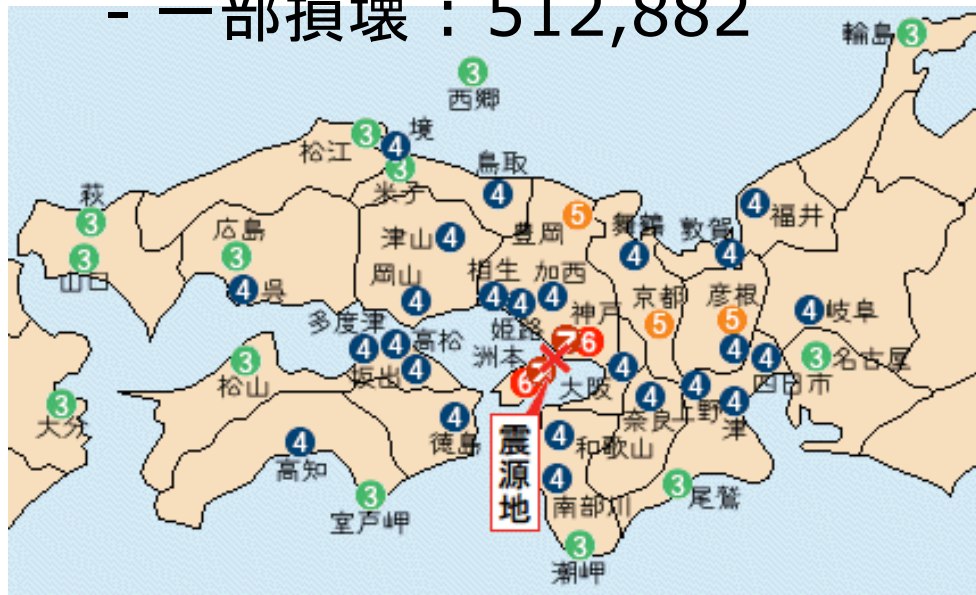 - 一部損壊 : 512,882
輪島 3
3
西郷
3 境
松江 4
3
米子
鳥取
4
萩
3
広島
3
津山 4
豊岡 5
舞鶴
4
敦賀
4
4 福井
3
山口
4 呉
岡山
4
相生
4
4
加西
4
姫路
神戸
7 6
京都
5
彦根
5
4
4 岐阜
多度津
4
4 高松
坂出 4
洲本
6 7
大阪 4
4
四日市
3 名古屋
3
松山
3
大分
徳島
4
奈良
4
上野
4
津
4
4
高知
3
室戸岬
震源地
4
和歌山
4
南部川
3 尾鷲
3
潮岬